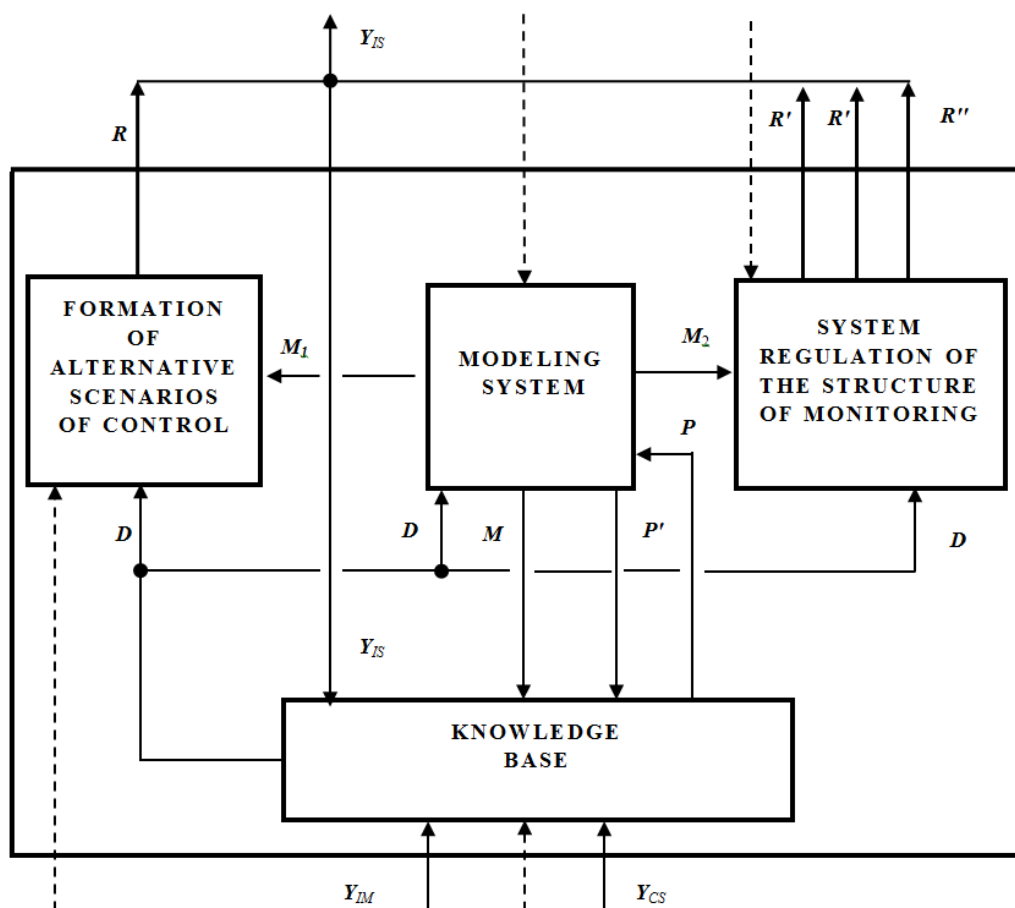 Y_IS
R
R'
R'
R''
FORMATION
OF
ALTERNATIVE
SCENARIOS
OF CONTROL
M_1
MODELING
SYSTEM
M_2
SYSTEM
REGULATION OF
THE STRUCTURE
OF MONITORING
P
D
D
M
P'
D
Y_IS
KNOWLEDGE
BASE
Y_IM
Y_CS